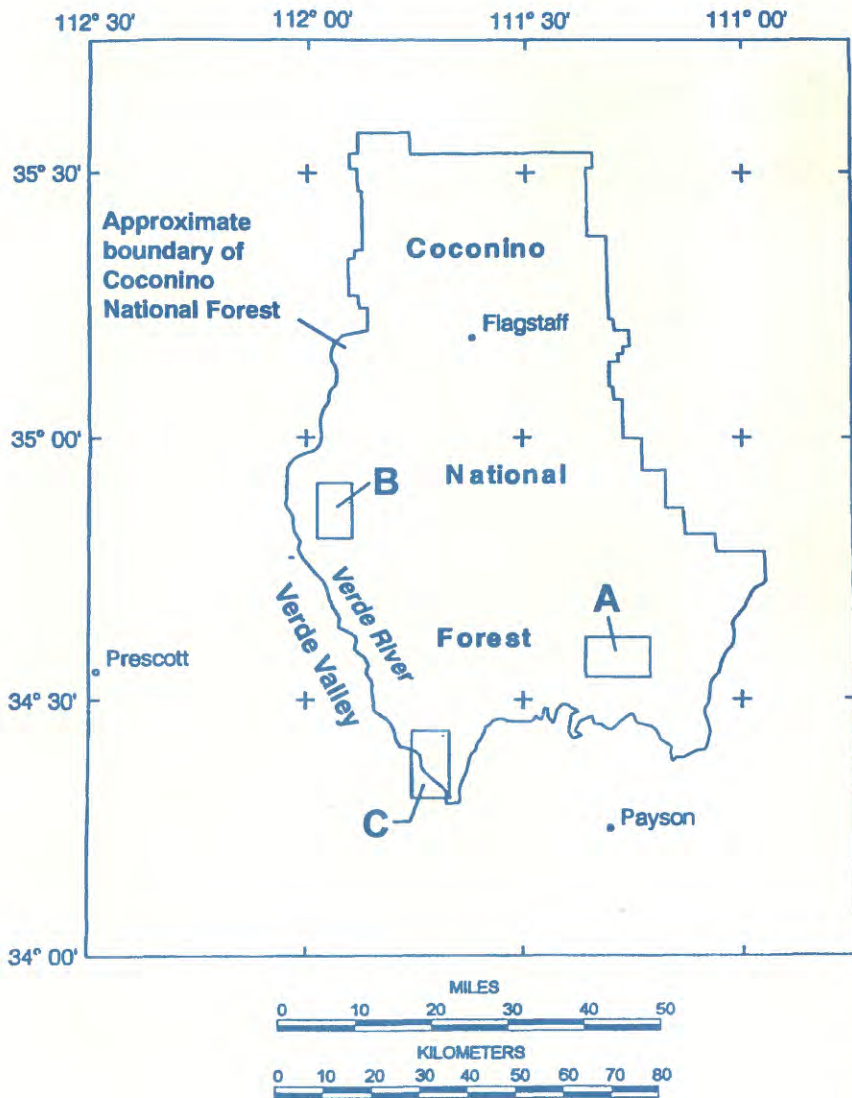 112° 30' 112° 00' 111° 30' 111° 00'
35° 30'
Approximate
boundary of
Coconino
National Forest
Coconino
Flagstaff
35° 00'
National
B
Verde River
Verde Valley
A
Forest
Prescott
34° 30'
C
Payson
34° 00'
MILES
0 10 20 30 40 50
KILOMETERS
0 10 20 30 40 50 60 70 80